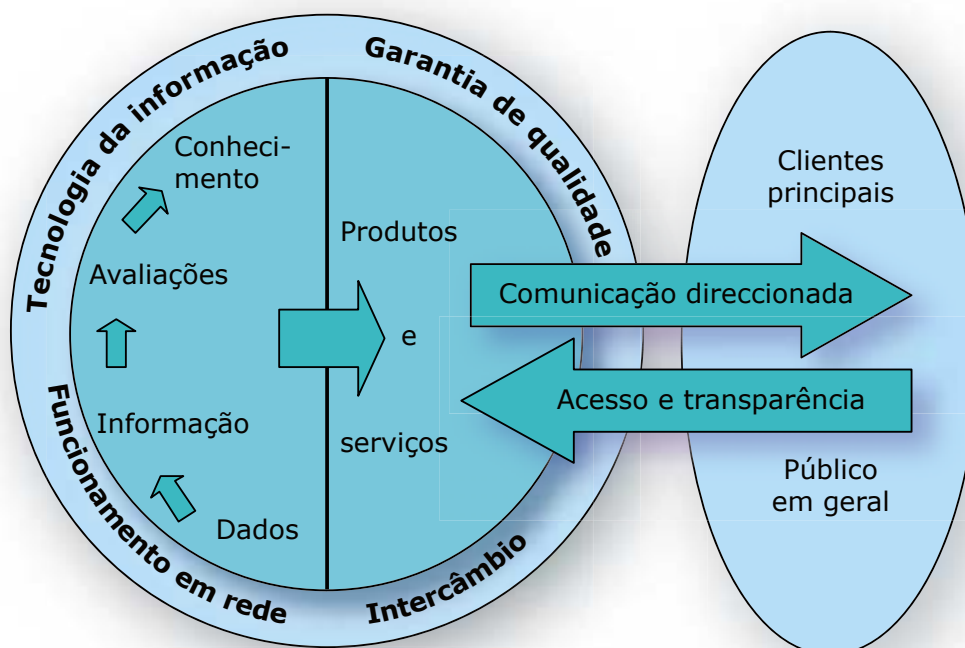 Tecnologia da informação
Garantia de qualidade
Conheci-
mento
Avaliações
Informação
Dados
Produtos
e
serviços
Funcionamento em rede
Intercâmbio
Clientes
principais
Comunicação direccionada
Acesso e transparência
Público
em geral